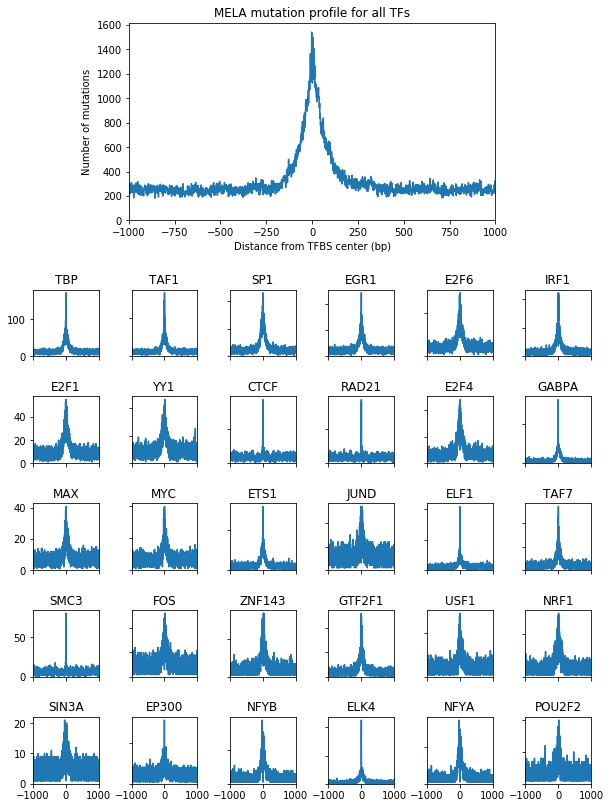 MELA mutation profile for all TFs
1600
1400
1200
1000
800
600
400
200
0
Number of mutations
−1000 −750 −500 −250 0 250 500 750 1000
Distance from TFBS center (bp)
TBP TAF1 SP1 EGR1 E2F6 IRF1
100
0
E2F1 YY1 CTCF RAD21 E2F4 GABPA
40
20
0
MAX MYC ETS1 JUND ELF1 TAF7
40
20
0
SMC3 FOS ZNF143 GTF2F1 USF1 NRF1
50
0
SIN3A EP300 NFYB ELK4 NFYA POU2F2
20
10
0
−1000 0 1000 −1000 0 1000 −1000 0 1000 −1000 0 1000 −1000 0 1000 −1000 0 1000